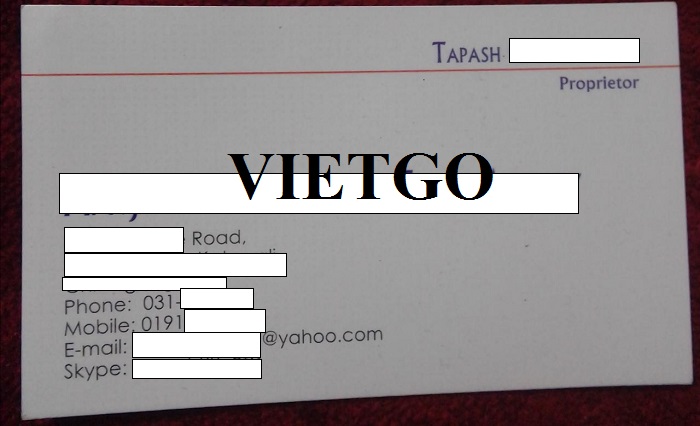 TAPASH
Proprietor
VIETGO
Road,
Phone: 031-
Mobile: 0191
E-mail: @yahoo.com
Skype: